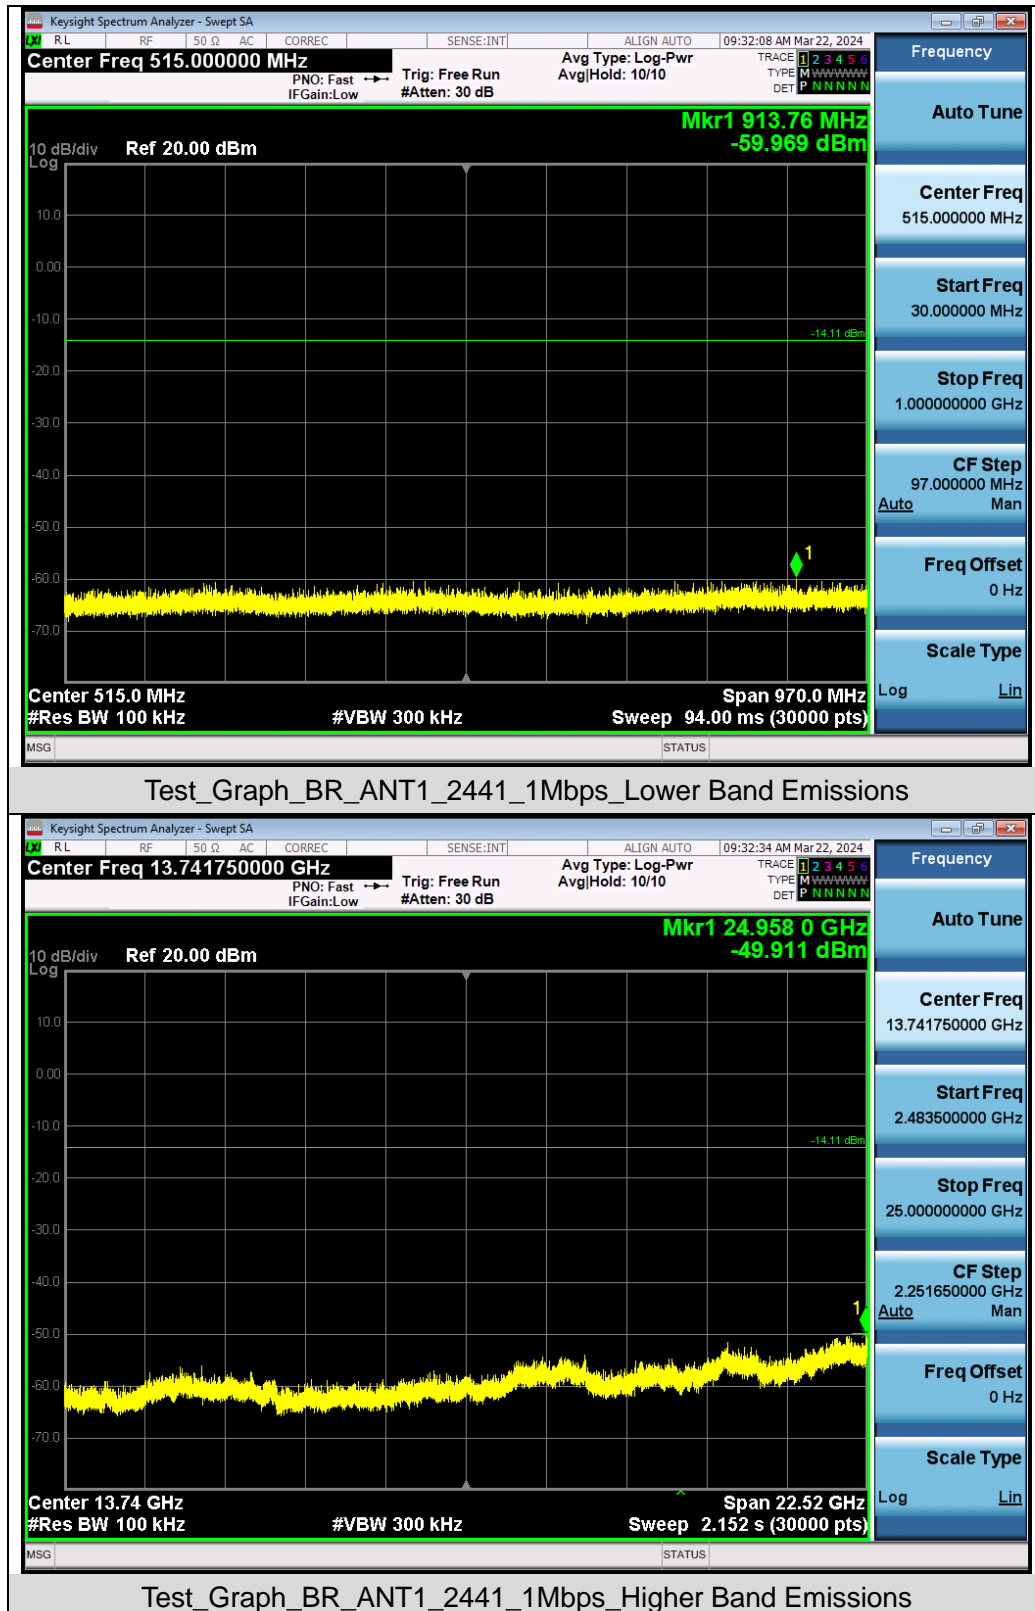 Keysight Spectrum Analyzer - Swept SA
LXI RL RF 50 Ω AC CORREC SENSE:INT ALIGN AUTO 09:32:08 AM Mar 22, 2024
Center Freq 515.000000 MHz
PNO: Fast
IFGain:Low
Trig: Free Run
#Atten: 30 dB
Avg Type: Log-Pwr
Avg|Hold: 10/10
TRACE 1 2 3 4 5 6
TYPE M WWWWW
DET P N N N N N
Mkr1 913.76 MHz
-59.969 dBm
10 dB/div Ref 20.00 dBm
Log
10.0
0.00
-10.0
-14.11 dBm
-20.0
-30.0
-40.0
-50.0
1
-60.0
-70.0
Center 515.0 MHz Span 970.0 MHz
#Res BW 100 kHz #VBW 300 kHz Sweep 94.00 ms (30000 pts)
MSG STATUS
Frequency
Auto Tune
Center Freq
515.000000 MHz
Start Freq
30.000000 MHz
Stop Freq
1.000000000 GHz
CF Step
97.000000 MHz
Auto Man
Freq Offset
0 Hz
Scale Type
Log Lin
Test_Graph_BR_ANT1_2441_1Mbps_Lower Band Emissions
Keysight Spectrum Analyzer - Swept SA
LXI RL RF 50 Ω AC CORREC SENSE:INT ALIGN AUTO 09:32:34 AM Mar 22, 2024
Center Freq 13.741750000 GHz
PNO: Fast
IFGain:Low
Trig: Free Run
#Atten: 30 dB
Avg Type: Log-Pwr
Avg|Hold: 10/10
TRACE 1 2 3 4 5 6
TYPE M WWWWW
DET P N N N N N
Mkr1 24.958 0 GHz
-49.911 dBm
10 dB/div Ref 20.00 dBm
Log
10.0
0.00
-10.0
-14.11 dBm
-20.0
-30.0
-40.0
1
-50.0
-60.0
-70.0
Center 13.74 GHz Span 22.52 GHz
#Res BW 100 kHz #VBW 300 kHz Sweep 2.152 s (30000 pts)
MSG STATUS
Frequency
Auto Tune
Center Freq
13.741750000 GHz
Start Freq
2.483500000 GHz
Stop Freq
25.000000000 GHz
CF Step
2.251650000 GHz
Auto Man
Freq Offset
0 Hz
Scale Type
Log Lin
Test_Graph_BR_ANT1_2441_1Mbps_Higher Band Emissions